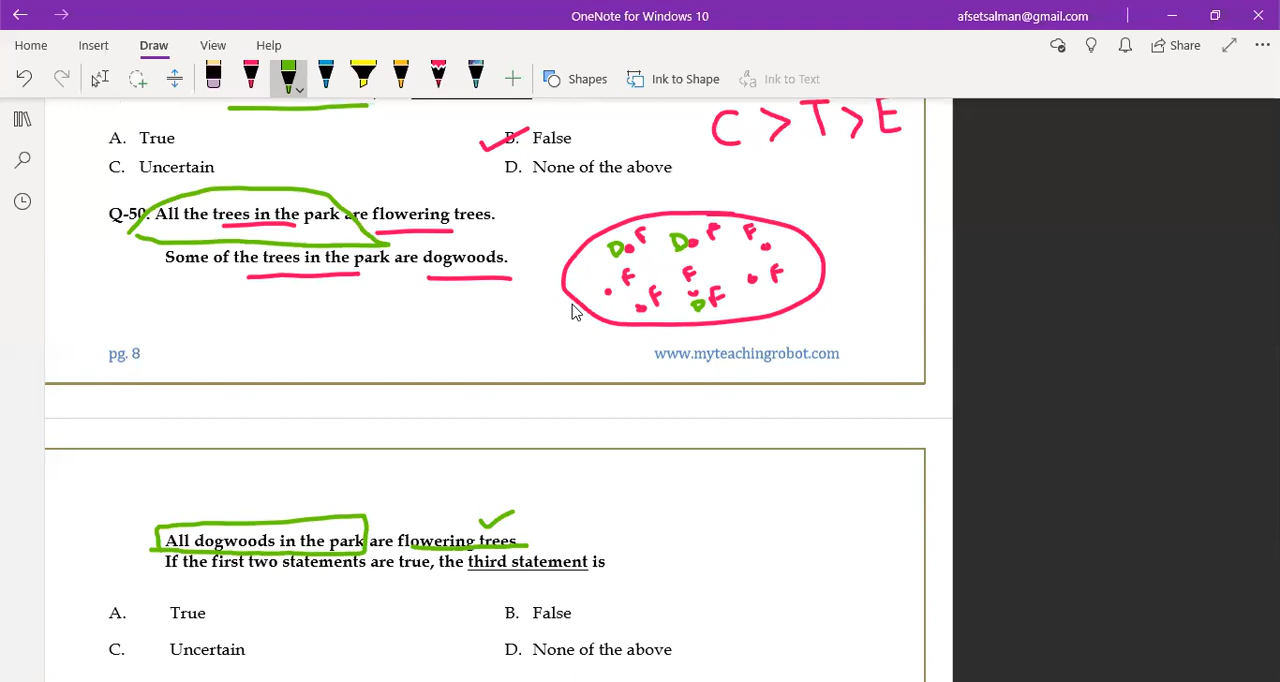 OneNote for Windows 10
afsetsalman@gmail.com
Home Insert Draw View Help
Share
Shapes Ink to Shape Ink to Text
C > T > E
A. True B. False
C. Uncertain D. None of the above
Q-50: All the trees in the park are flowering trees.
Some of the trees in the park are dogwoods.
D F D F F
F F F
F D F
pg. 8 www.myteachingrobot.com
All dogwoods in the park are flowering trees.
If the first two statements are true, the third statement is
A. True B. False
C. Uncertain D. None of the above